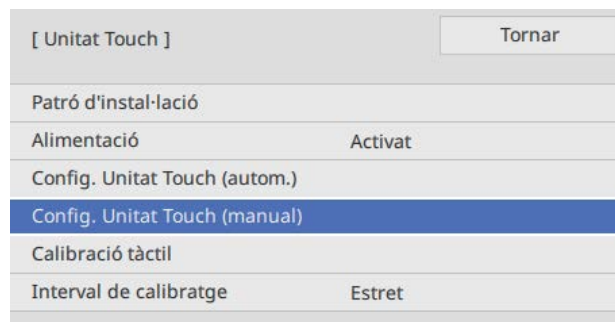 [ Unitat Touch ] Tornar
Patró d'instal·lació
Alimentació Activat
Config. Unitat Touch (autom.)
Config. Unitat Touch (manual)
Calibració tàctil
Interval de calibratge Estret